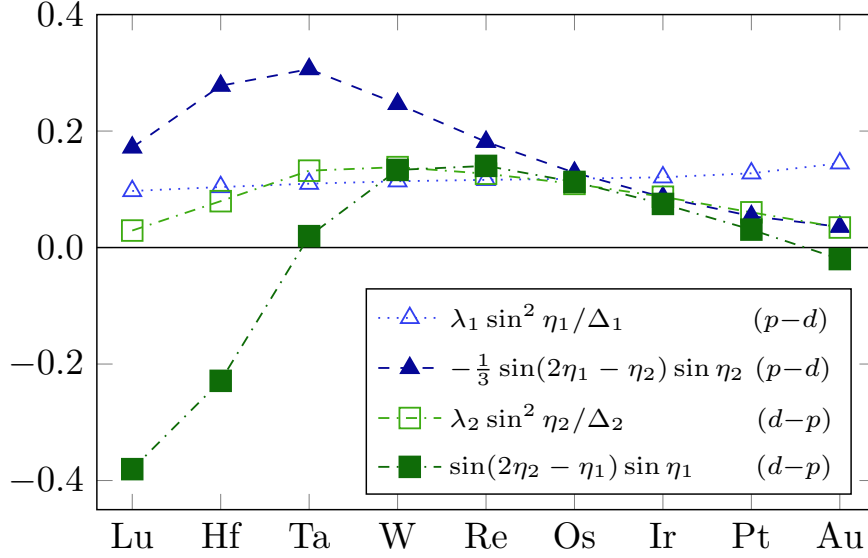 0.4
0.2
0.0
−0.2
−0.4
λ₁ sin² η₁/Δ₁ (p−d)
−⅓ sin(2η₁ − η₂) sin η₂ (p−d)
λ₂ sin² η₂/Δ₂ (d−p)
sin(2η₂ − η₁) sin η₁ (d−p)
Lu Hf Ta W Re Os Ir Pt Au